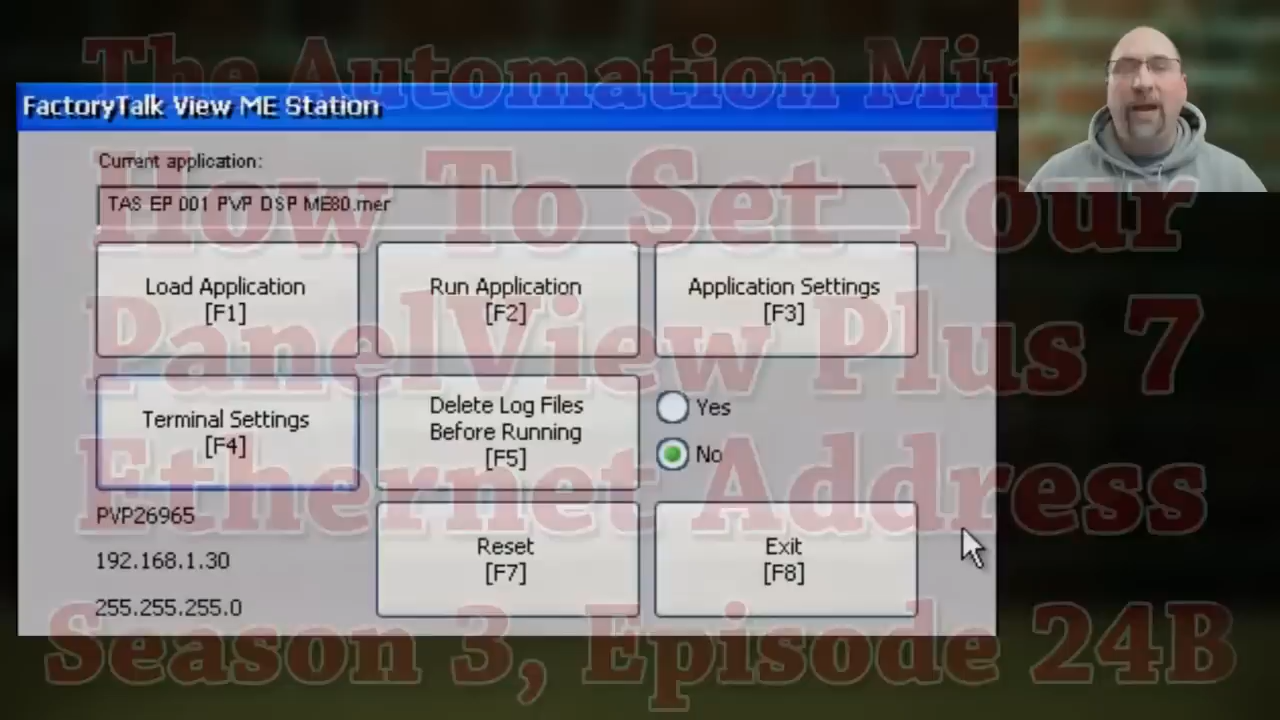 The Automation Min
FactoryTalk View ME Station
Current application:
TAS EP 001 PVP DSP ME80.mer
How To Set Your
Load Application
[F1]
Run Application
[F2]
Application Settings
[F3]
PanelView Plus 7
Terminal Settings
[F4]
Delete Log Files
Before Running
[F5]
Yes
No
Ethernet Address
PVP26965
192.168.1.30
255.255.255.0
Reset
[F7]
Exit
[F8]
Season 3, Episode 24B